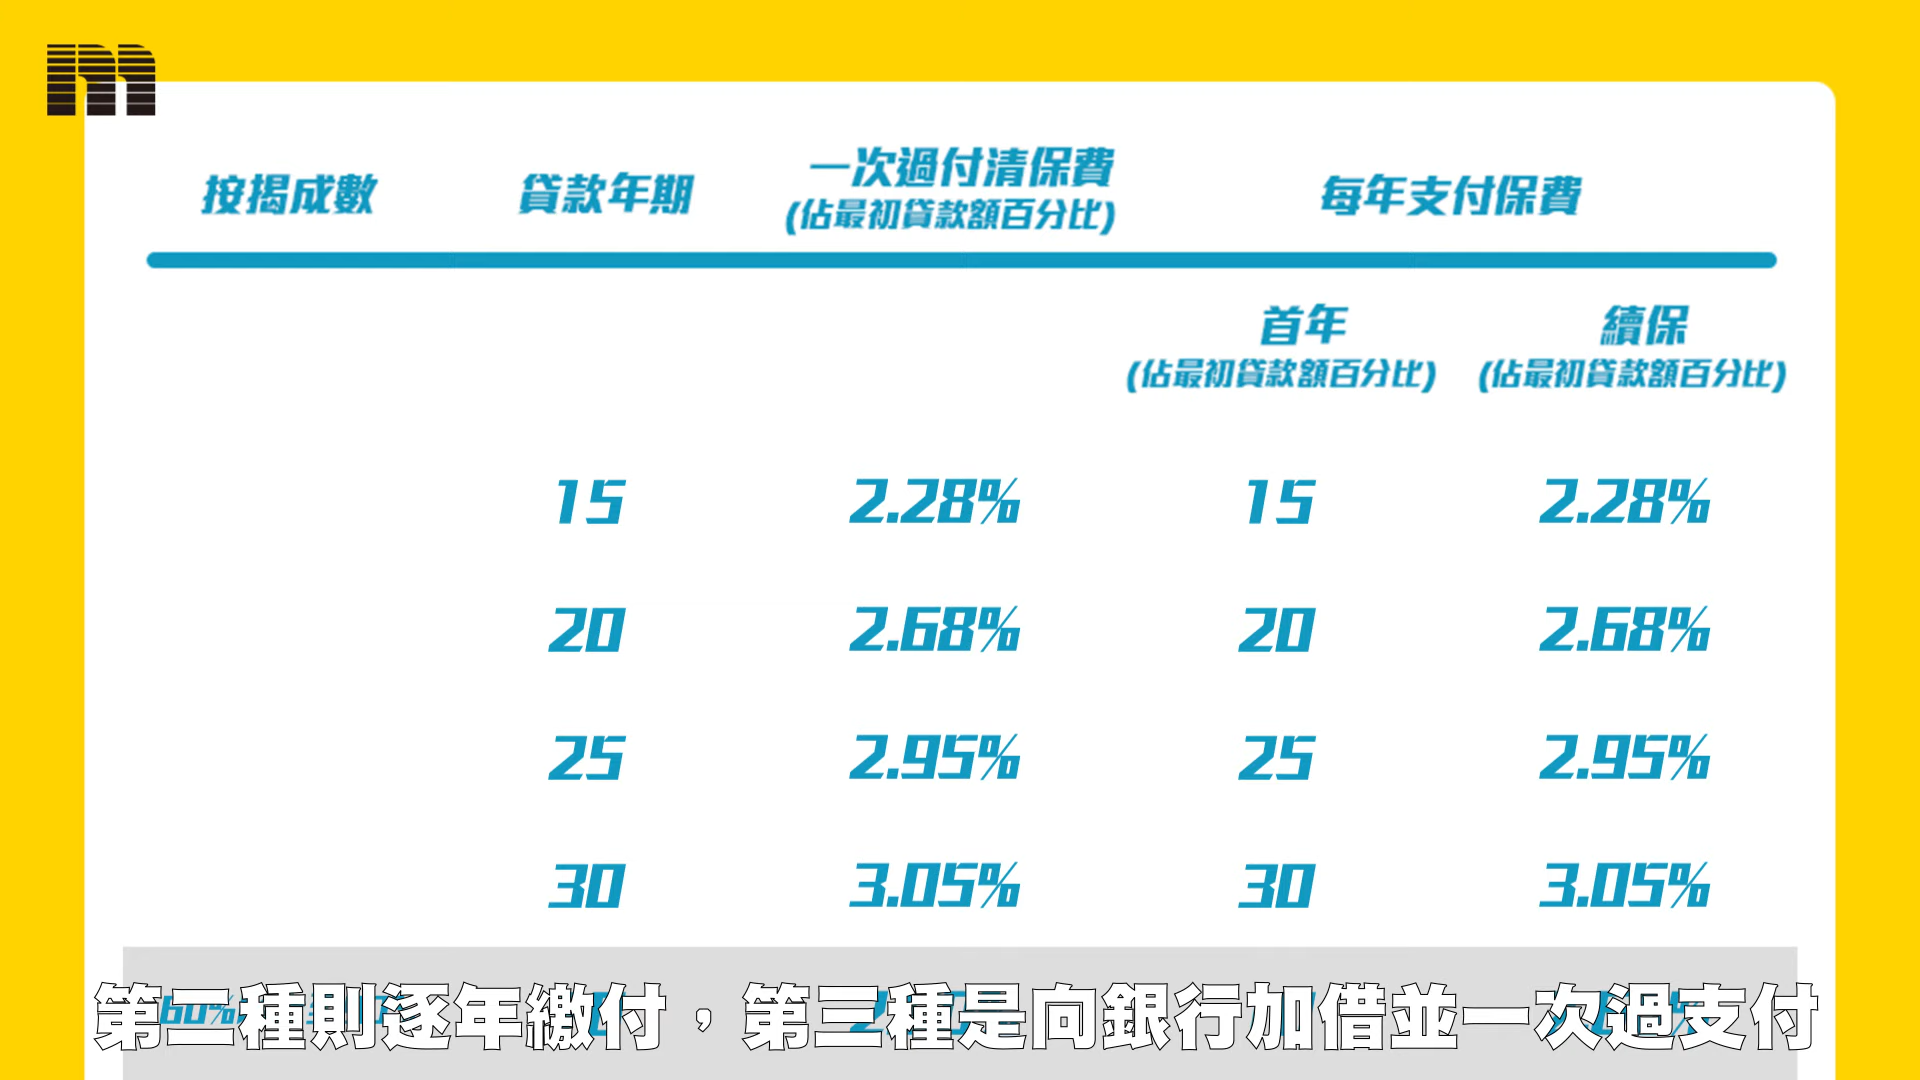 按揭成數 貸款年期 一次過付清保費 每年支付保費
(佔最初貸款額百分比)
首年 續保
(佔最初貸款額百分比) (佔最初貸款額百分比)
15 2.28% 15 2.28%
20 2.68% 20 2.68%
25 2.95% 25 2.95%
30 3.05% 30 3.05%
第二種則逐年繳付，第三種是向銀行加借並一次過支付